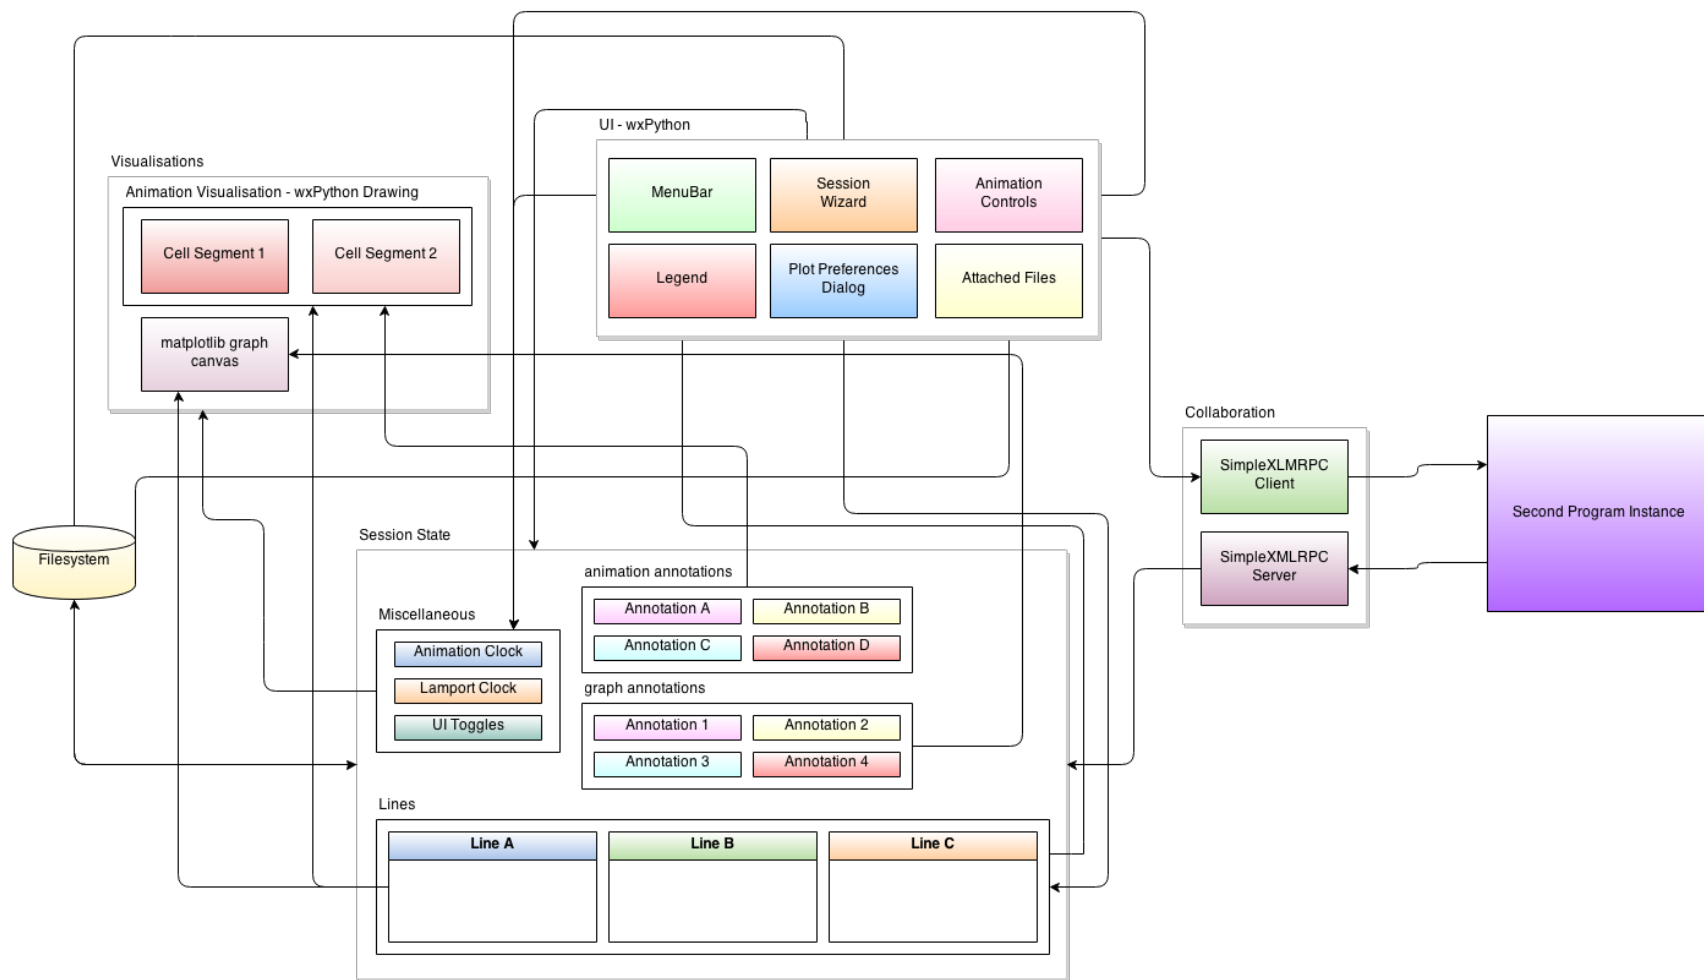 UI - wxPython
MenuBar
Session
Wizard
Animation
Controls
Legend
Plot Preferences
Dialog
Attached Files
Visualisations
Animation Visualisation - wxPython Drawing
Cell Segment 1
Cell Segment 2
matplotlib graph
canvas
Collaboration
SimpleXLMRPC
Client
SimpleXMLRPC
Server
Second Program Instance
Filesystem
Session State
Miscellaneous
Animation Clock
Lamport Clock
UI Toggles
animation annotations
Annotation A
Annotation B
Annotation C
Annotation D
graph annotations
Annotation 1
Annotation 2
Annotation 3
Annotation 4
Lines
Line A
Line B
Line C